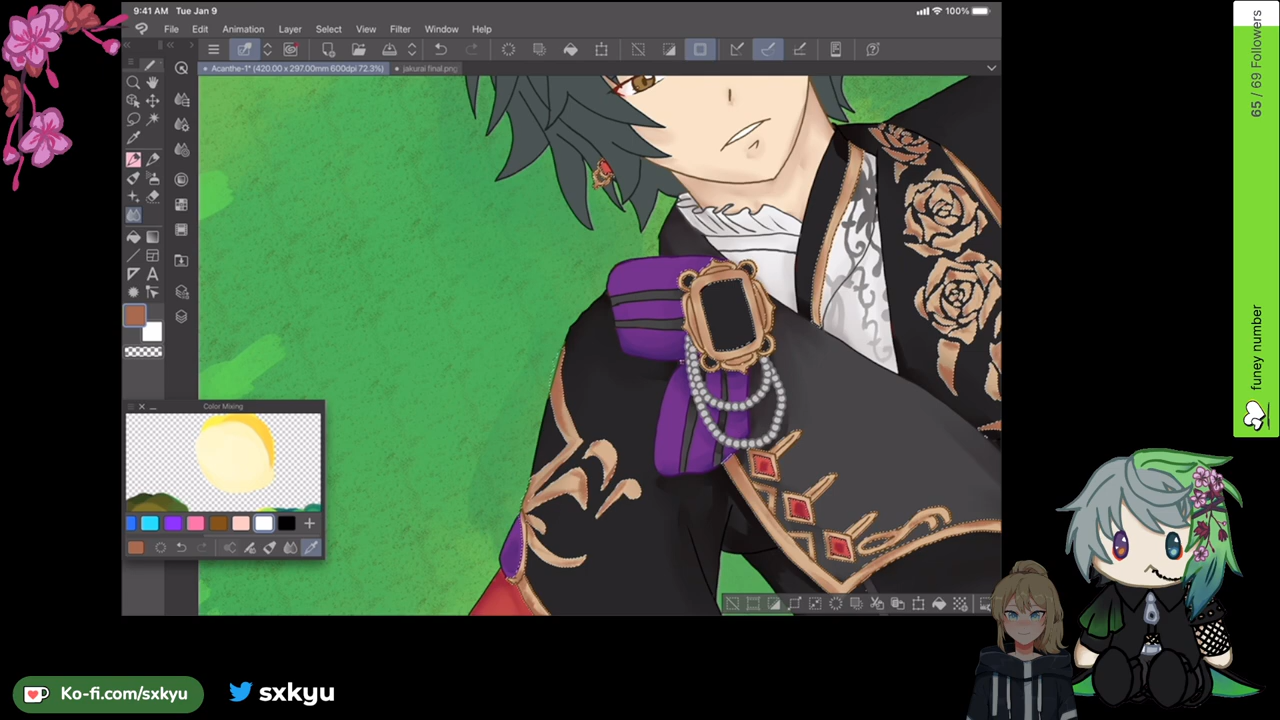 9:41 AM Tue Jan 9
100%
File Edit Animation Layer Select View Filter Window Help
Acanthe-1* (420.00 x 297.00mm 600dpi 72.3%)
jakurai final.png
A
Color Mixing
65 / 69 Followers
funey number
Ko-fi.com/sxkyu
sxkyu